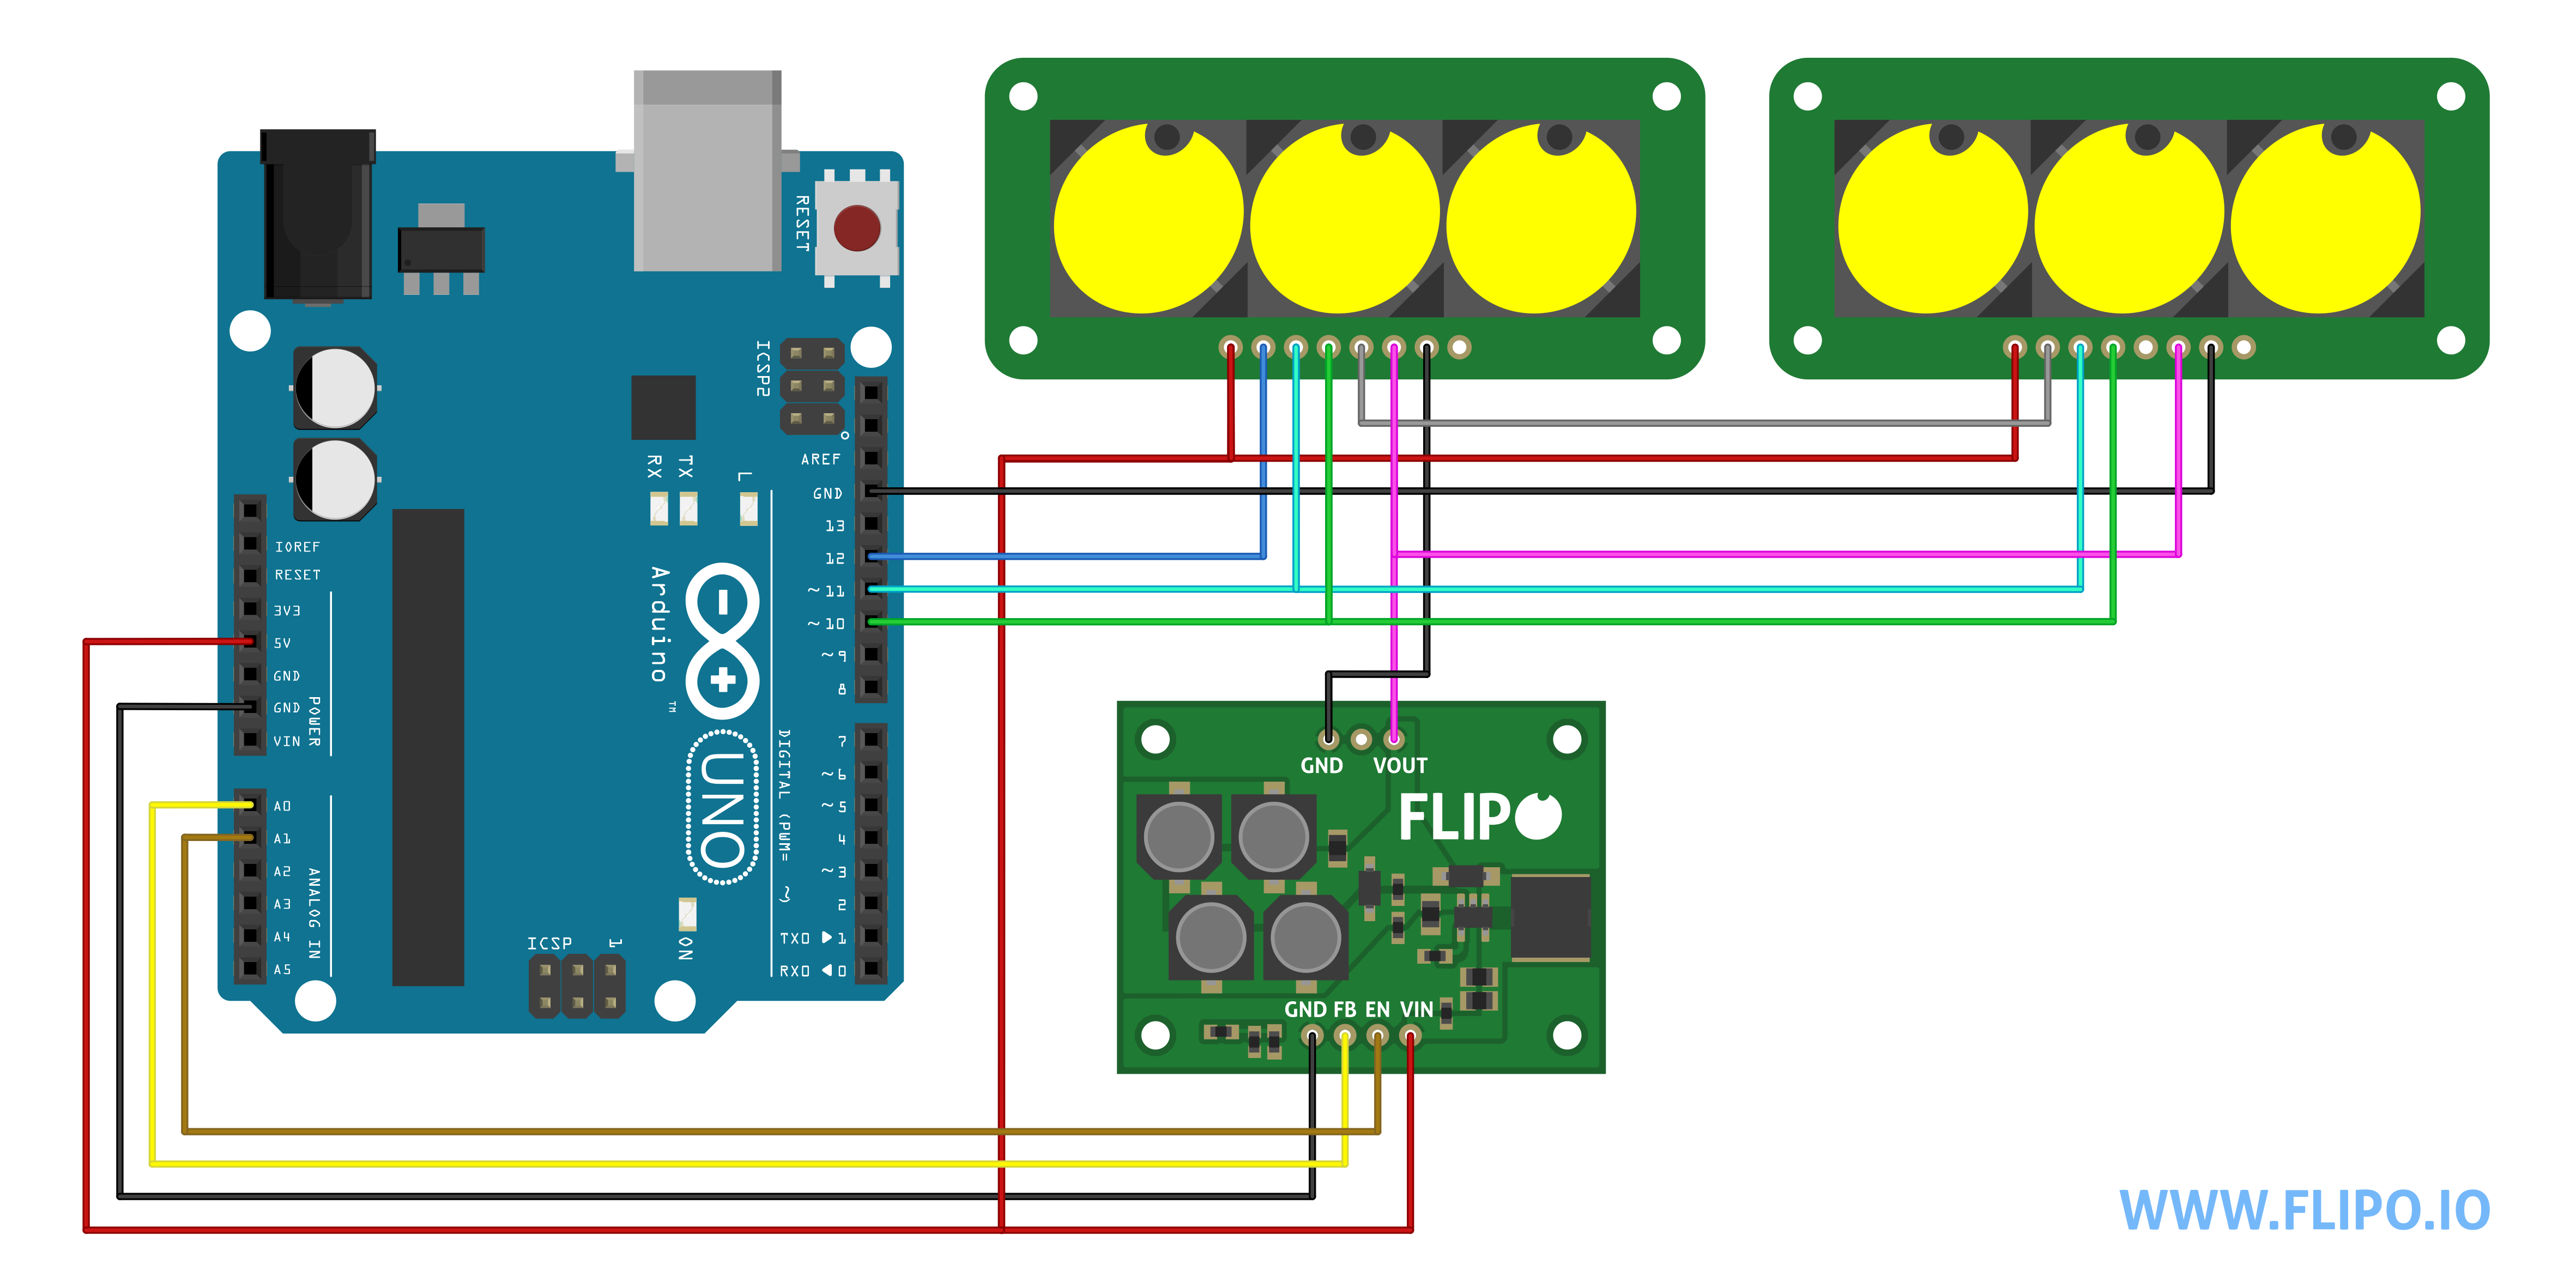 RESET
ICSP2
AREF
GND
13
12
~11
~10
~9
8
RX
TX
L
IOREF
RESET
3V3
5V
GND
GND
VIN
POWER
Arduino
TM
UNO
A0
A1
A2
A3
A4
A5
ANALOG IN
DIGITAL (PWM= ~)
7
~6
~5
4
~3
2
TX0 ▶ 1
RX0 ◀ 0
ICSP
1
ON
GND
VOUT
FLIPO
GND FB EN VIN
WWW.FLIPO.IO